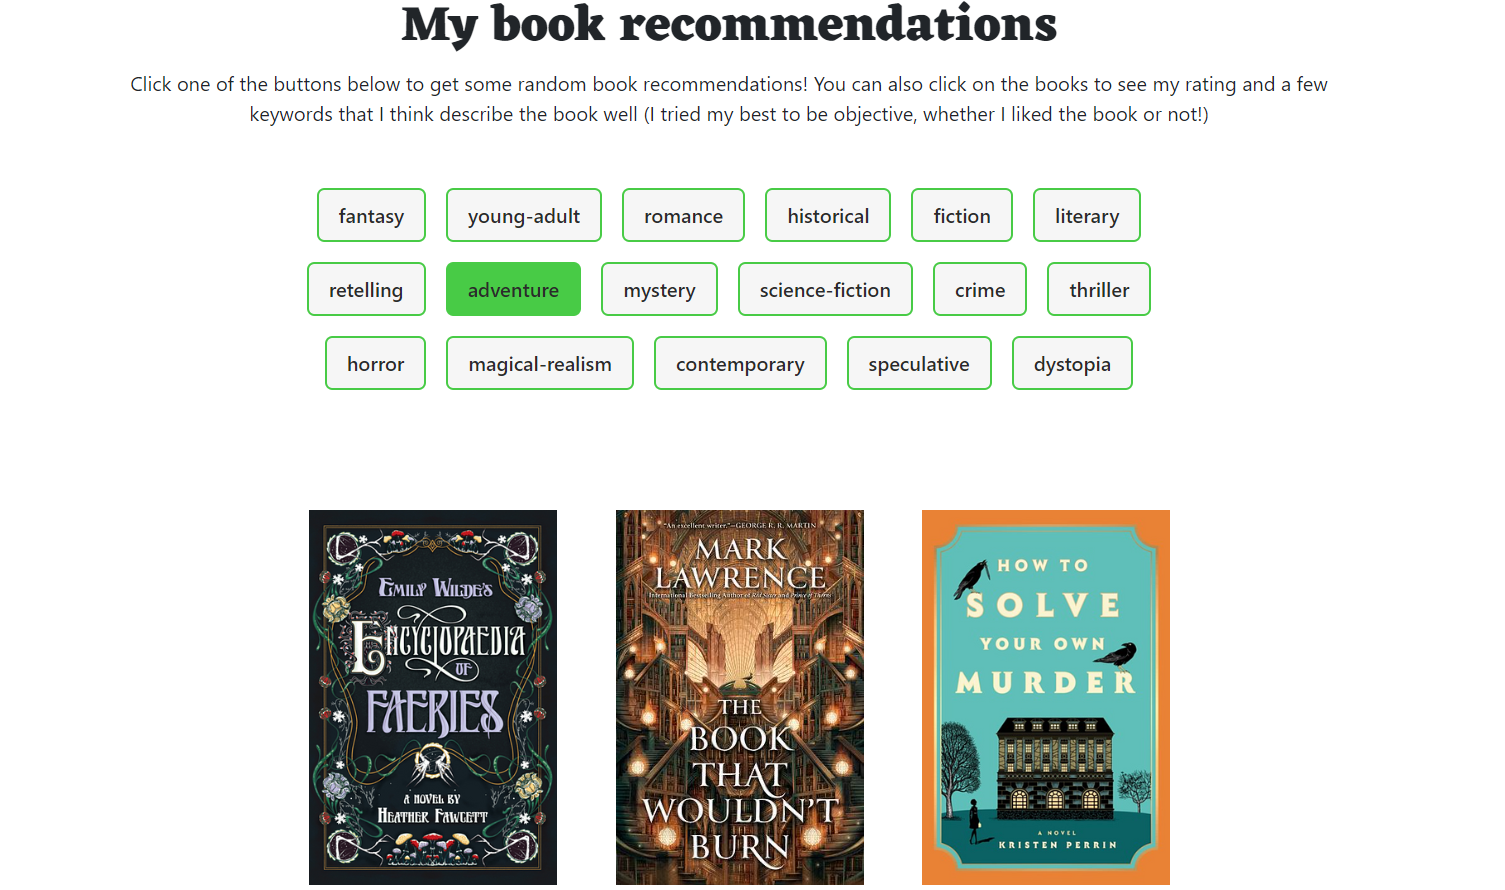 My book recommendations
Click one of the buttons below to get some random book recommendations! You can also click on the books to see my rating and a few
keywords that I think describe the book well (I tried my best to be objective, whether I liked the book or not!)
fantasy young-adult romance historical fiction literary
retelling adventure mystery science-fiction crime thriller
horror magical-realism contemporary speculative dystopia
EMILY WILDE'S
ENCYCLOPAEDIA
OF
FAERIES
A NOVEL BY
HEATHER FAWCETT
"An excellent writer."—GEORGE R. R. MARTIN
MARK
LAWRENCE
International Bestselling Author of Red Sister and Prince of Thorns
THE
BOOK
THAT
WOULDN'T
BURN
HOW TO
SOLVE
YOUR OWN
MURDER
A NOVEL
KRISTEN PERRIN